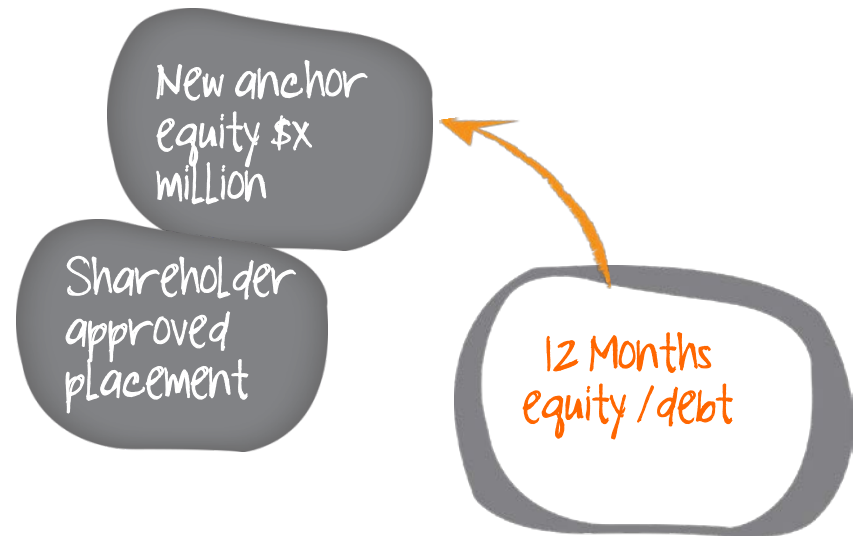 New anchor
equity $x
million
Shareholder
approved
placement
12 Months
equity / debt